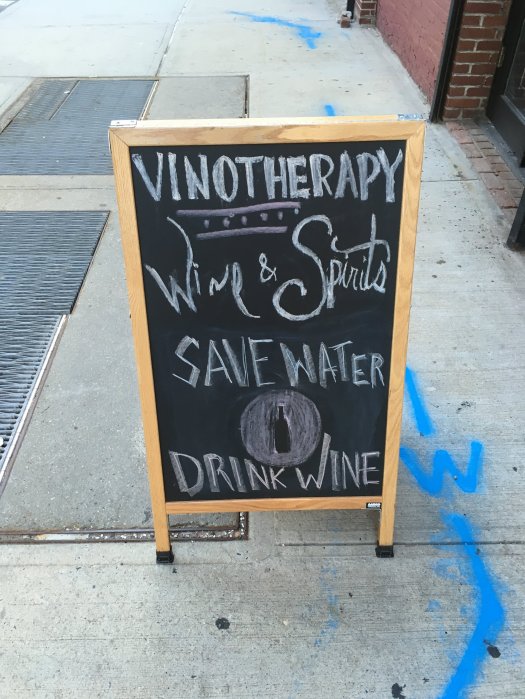 VINOTHERAPY
Wine & Spirits
SAVE WATER
DRINK WINE
W